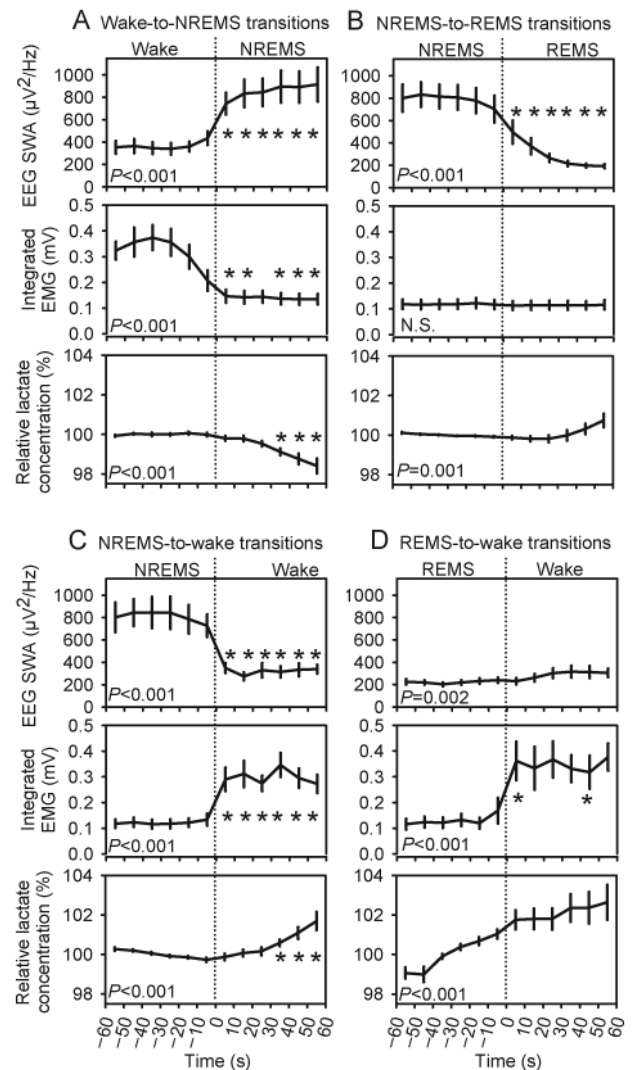 A Wake-to-NREMS transitions
Wake NREMS
EEG SWA (µV²/Hz)
1000
800
600
400
200
0
* * * * * *
P<0.001
Integrated
EMG (mV)
0.5
0.4
0.3
0.2
0.1
0.0
* * * * *
P<0.001
Relative lactate
concentration (%)
104
102
100
98
* * *
P<0.001
B NREMS-to-REMS transitions
NREMS REMS
1000
800
600
400
200
0
* * * * * *
P<0.001
0.5
0.4
0.3
0.2
0.1
0.0
N.S.
104
102
100
98
P=0.001
C NREMS-to-wake transitions
NREMS Wake
EEG SWA (µV²/Hz)
1000
800
600
400
200
0
* * * * * *
P<0.001
Integrated
EMG (mV)
0.5
0.4
0.3
0.2
0.1
0.0
* * * * * *
P<0.001
Relative lactate
concentration (%)
104
102
100
98
* * *
P<0.001
−60 −50 −40 −30 −20 −10 0 10 20 30 40 50 60
Time (s)
D REMS-to-wake transitions
REMS Wake
1000
800
600
400
200
0
P=0.002
0.5
0.4
0.3
0.2
0.1
0.0
* *
P<0.001
104
102
100
98
P<0.001
−60 −50 −40 −30 −20 −10 0 10 20 30 40 50 60
Time (s)